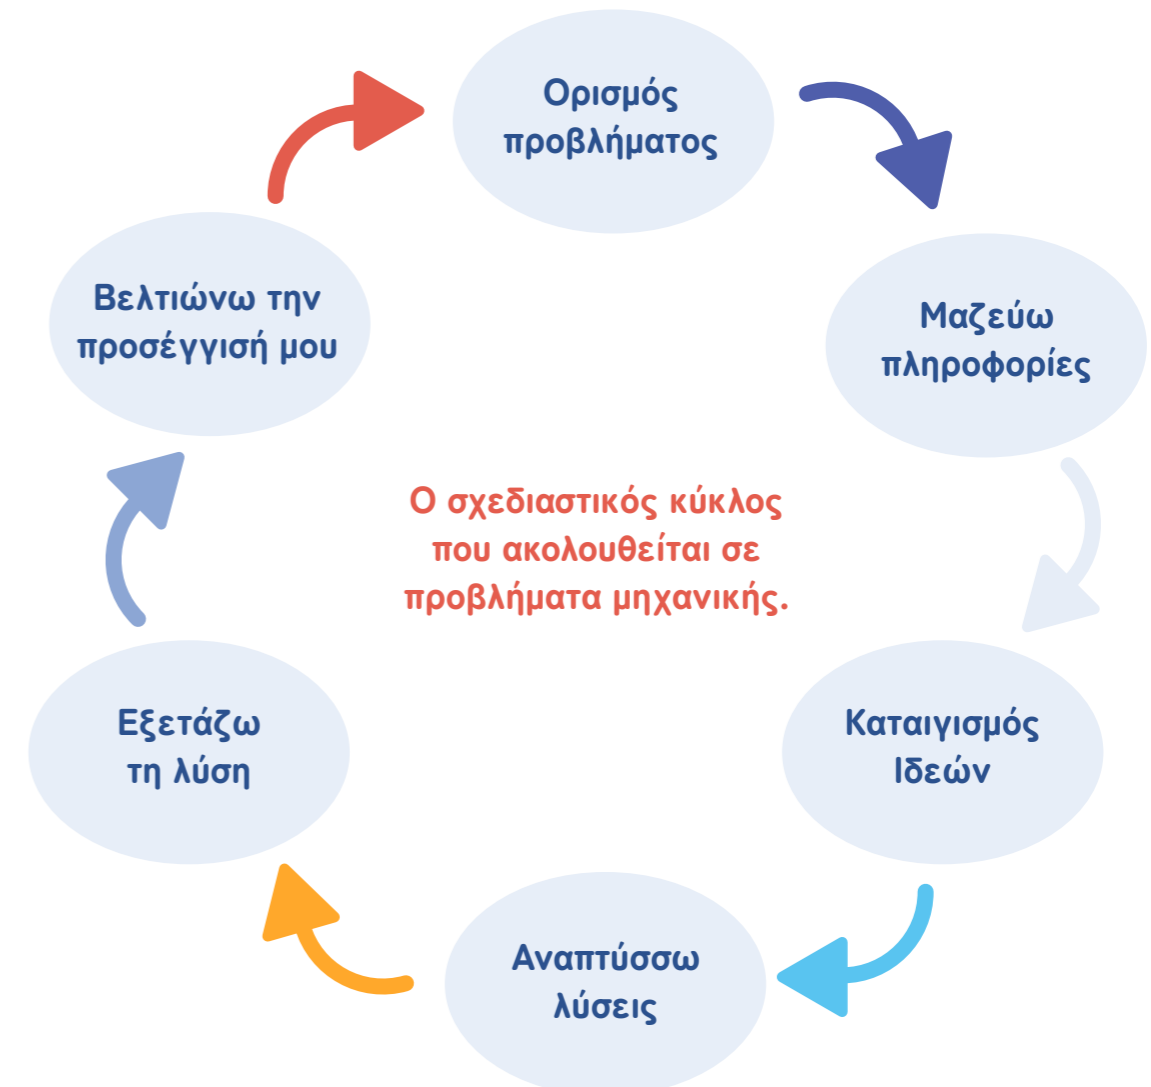 Ορισμός
προβλήματος
Μαζεύω
πληροφορίες
Καταιγισμός
Ιδεών
Αναπτύσσω
λύσεις
Εξετάζω
τη λύση
Βελτιώνω την
προσέγγισή μου
Ο σχεδιαστικός κύκλος
που ακολουθείται σε
προβλήματα μηχανικής.